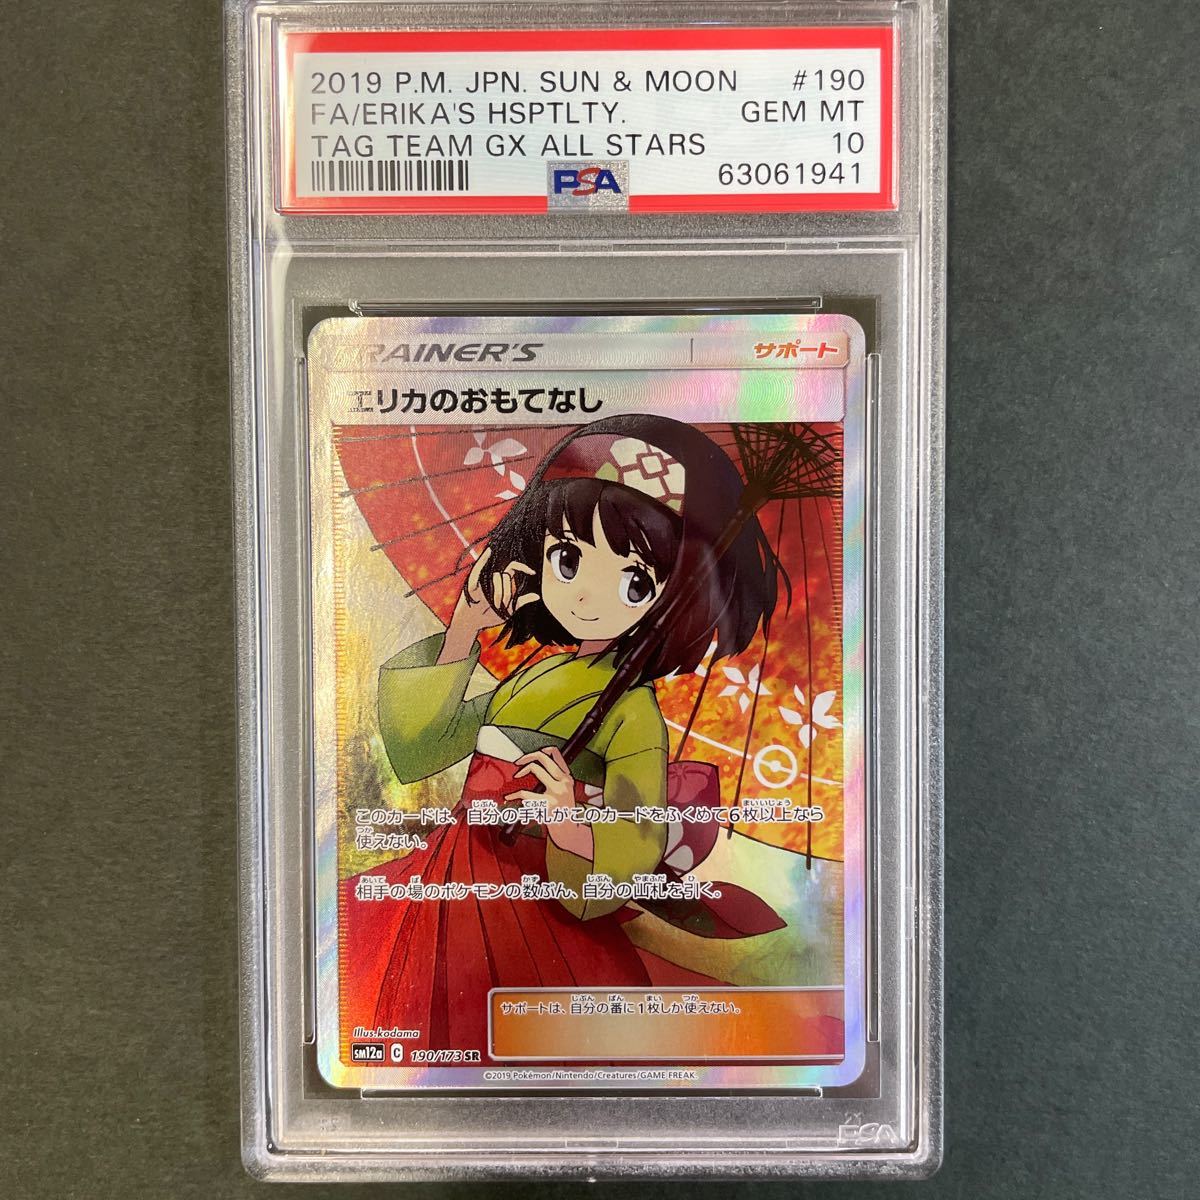 2019 P.M. JPN. SUN & MOON #190
FA/ERIKA'S HSPTLTY. GEM MT
TAG TEAM GX ALL STARS 10
PSA 63061941
TRAINER'S サポート
エリカのおもてなし
このカードは、自分の手札がこのカードをふくめて6枚以上なら
使えない。
相手の場のポケモンの数ぶん、自分の山札を引く。
サポートは、自分の番に1枚しか使えない。
Illus.kodama
sm12a C 190/173 SR
©2019 Pokémon/Nintendo/Creatures/GAME FREAK.
PSA